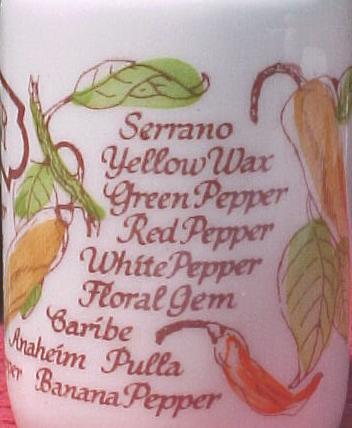 Serrano
Yellow Wax
Green Pepper
Red Pepper
White Pepper
Floral Gem
Caribe
Anaheim Pulla
Banana Pepper